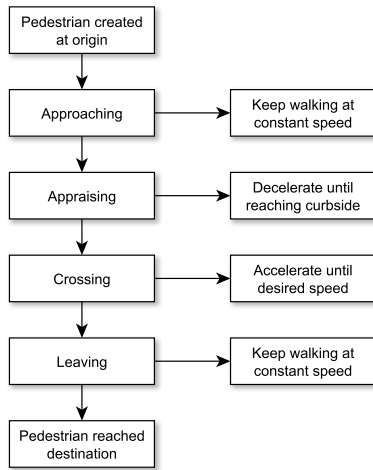 Pedestrian created
at origin
Approaching
Keep walking at
constant speed
Appraising
Decelerate until
reaching curbside
Crossing
Accelerate until
desired speed
Leaving
Keep walking at
constant speed
Pedestrian reached
destination